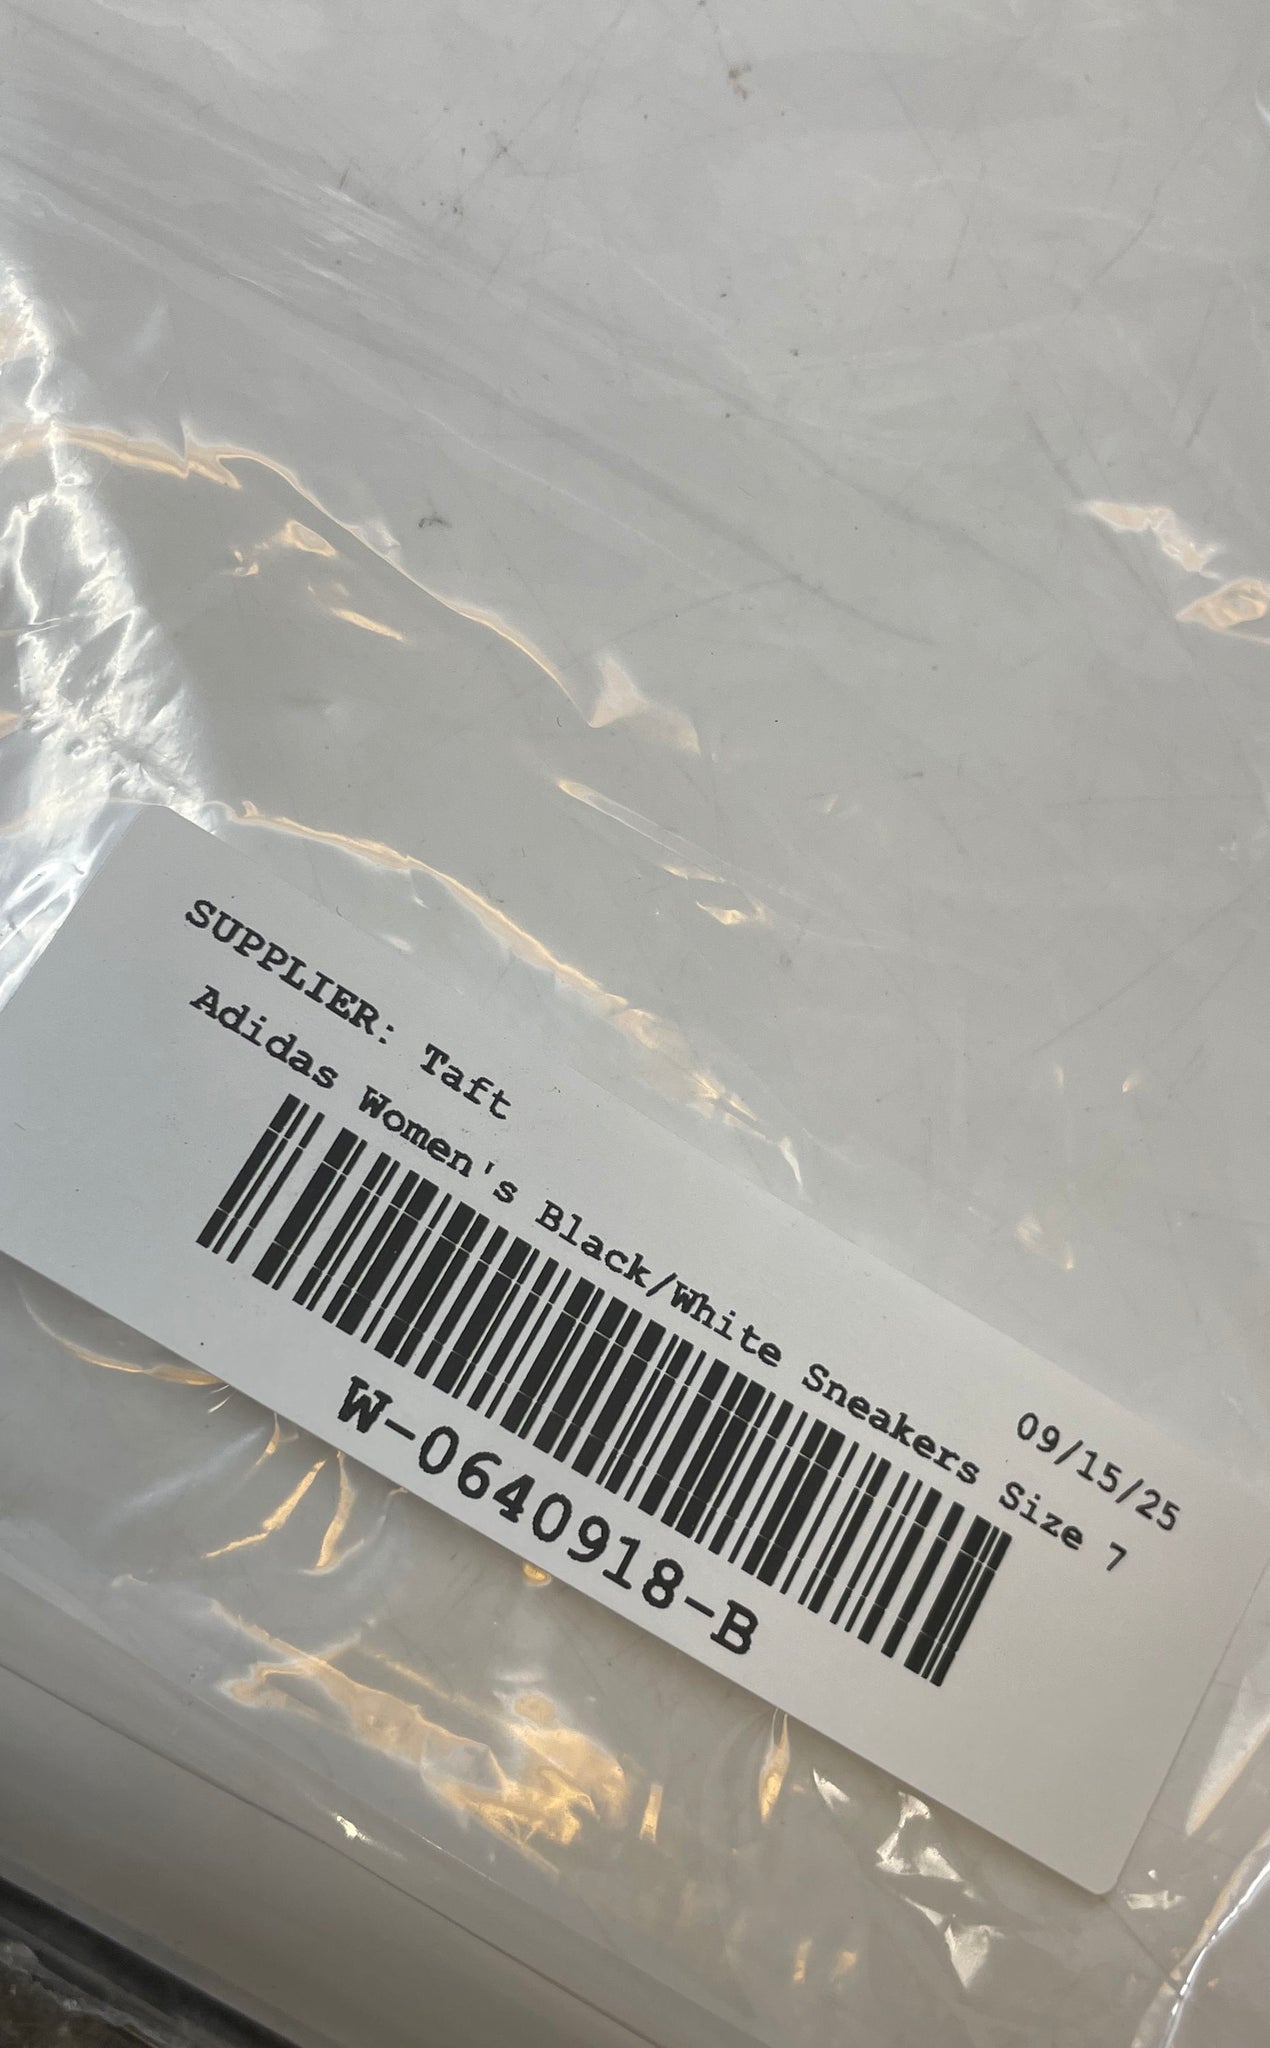 SUPPLIER: Taft
09/15/25
Adidas Women's Black/White Sneakers Size 7
W-0640918-B